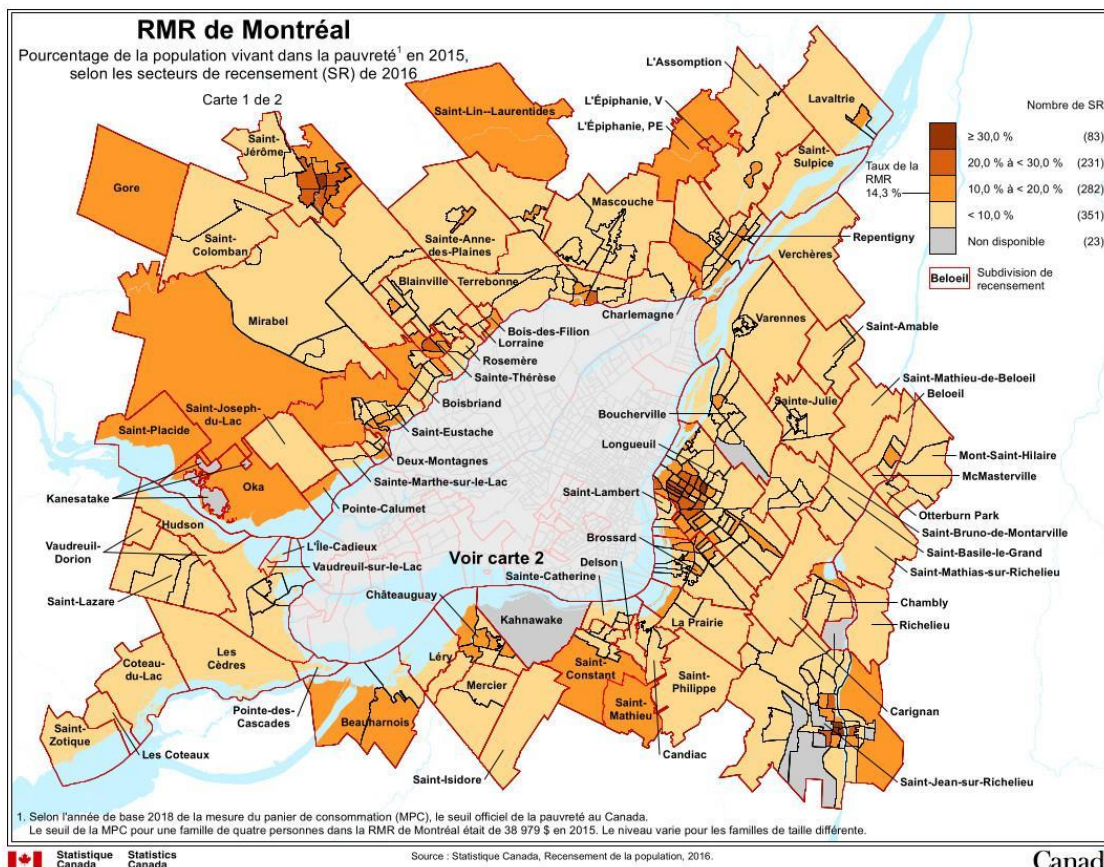 RMR de Montréal
Pourcentage de la population vivant dans la pauvreté¹ en 2015,
selon les secteurs de recensement (SR) de 2016
Carte 1 de 2
Nombre de SR
≥ 30,0 % (83)
20,0 % à < 30,0 % (231)
Taux de la
RMR
14,3 %
10,0 % à < 20,0 % (282)
< 10,0 % (351)
Non disponible (23)
Beloeil Subdivision de
recensement
L'Assomption
Lavaltrie
L'Épiphanie, V
L'Épiphanie, PE
Saint-Lin--Laurentides
Saint-
Sulpice
Saint-
Jérôme
Gore
Mascouche
Repentigny
Saint-
Colomban
Sainte-Anne-
des-Plaines
Verchères
Blainville
Terrebonne
Charlemagne
Mirabel
Varennes
Saint-Amable
Bois-des-Filion
Lorraine
Rosemère
Sainte-Thérèse
Boisbriand
Saint-Mathieu-de-Beloeil
Beloeil
Sainte-Julie
Boucherville
Saint-Joseph-
du-Lac
Saint-Placide
Saint-Eustache
Longueuil
Mont-Saint-Hilaire
McMasterville
Deux-Montagnes
Sainte-Marthe-sur-le-Lac
Kanesatake
Oka
Pointe-Calumet
Saint-Lambert
Otterburn Park
Saint-Bruno-de-Montarville
Saint-Basile-le-Grand
Saint-Mathias-sur-Richelieu
Hudson
Vaudreuil-
Dorion
L'Île-Cadieux
Vaudreuil-sur-le-Lac
Voir carte 2
Brossard
Delson
Sainte-Catherine
Saint-Lazare
Châteauguay
Kahnawake
Chambly
Richelieu
La Prairie
Les
Cèdres
Coteau-
du-Lac
Léry
Mercier
Saint-
Constant
Saint-
Philippe
Saint-
Mathieu
Pointe-des-
Cascades
Beauharnois
Carignan
Saint-
Zotique
Les Coteaux
Candiac
Saint-Isidore
Saint-Jean-sur-Richelieu
1. Selon l'année de base 2018 de la mesure du panier de consommation (MPC), le seuil officiel de la pauvreté au Canada.
Le seuil de la MPC pour une famille de quatre personnes dans la RMR de Montréal était de 38 979 $ en 2015. Le niveau varie pour les familles de taille différente.
Statistique Statistics
Canada Canada
Source : Statistique Canada, Recensement de la population, 2016.
Canad